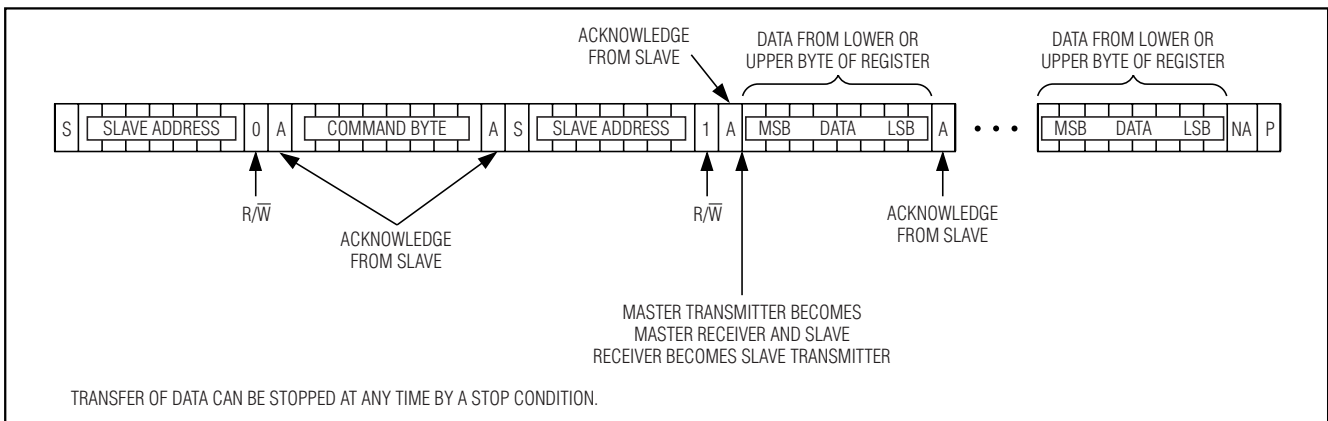 ACKNOWLEDGE
FROM SLAVE
DATA FROM LOWER OR
UPPER BYTE OF REGISTER
DATA FROM LOWER OR
UPPER BYTE OF REGISTER
S SLAVE ADDRESS 0 A COMMAND BYTE A S SLAVE ADDRESS 1 A MSB DATA LSB A • • • MSB DATA LSB NA P
R/W̅
ACKNOWLEDGE
FROM SLAVE
R/W̅
ACKNOWLEDGE
FROM SLAVE
MASTER TRANSMITTER BECOMES
MASTER RECEIVER AND SLAVE
RECEIVER BECOMES SLAVE TRANSMITTER
TRANSFER OF DATA CAN BE STOPPED AT ANY TIME BY A STOP CONDITION.